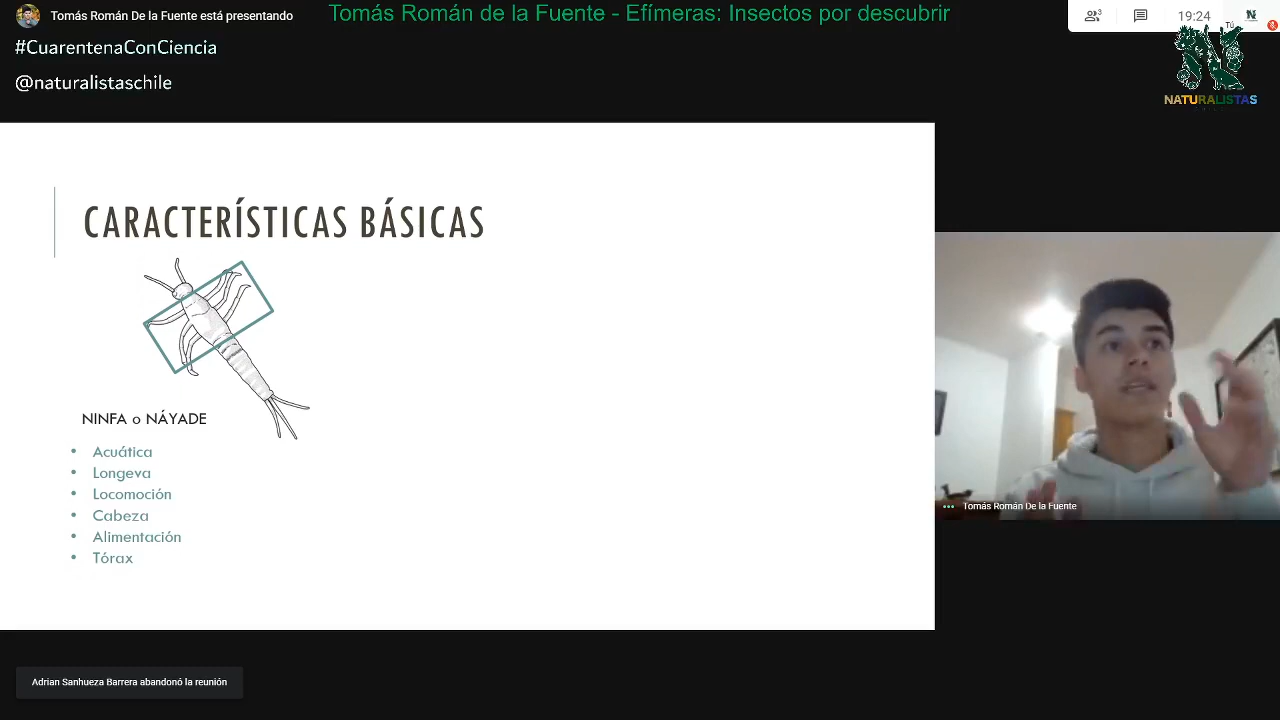 Tomás Román De la Fuente está presentando
Tomás Román de la Fuente - Efímeras: Insectos por descubrir
3
19:24
Tú
#CuarentenaConCiencia
@naturalistaschile
NATURALISTAS
CARACTERÍSTICAS BÁSICAS
NINFA o NÁYADE
• Acuática
• Longeva
• Locomoción
• Cabeza
• Alimentación
• Tórax
Tomás Román De la Fuente
Adrian Sanhueza Barrera abandonó la reunión